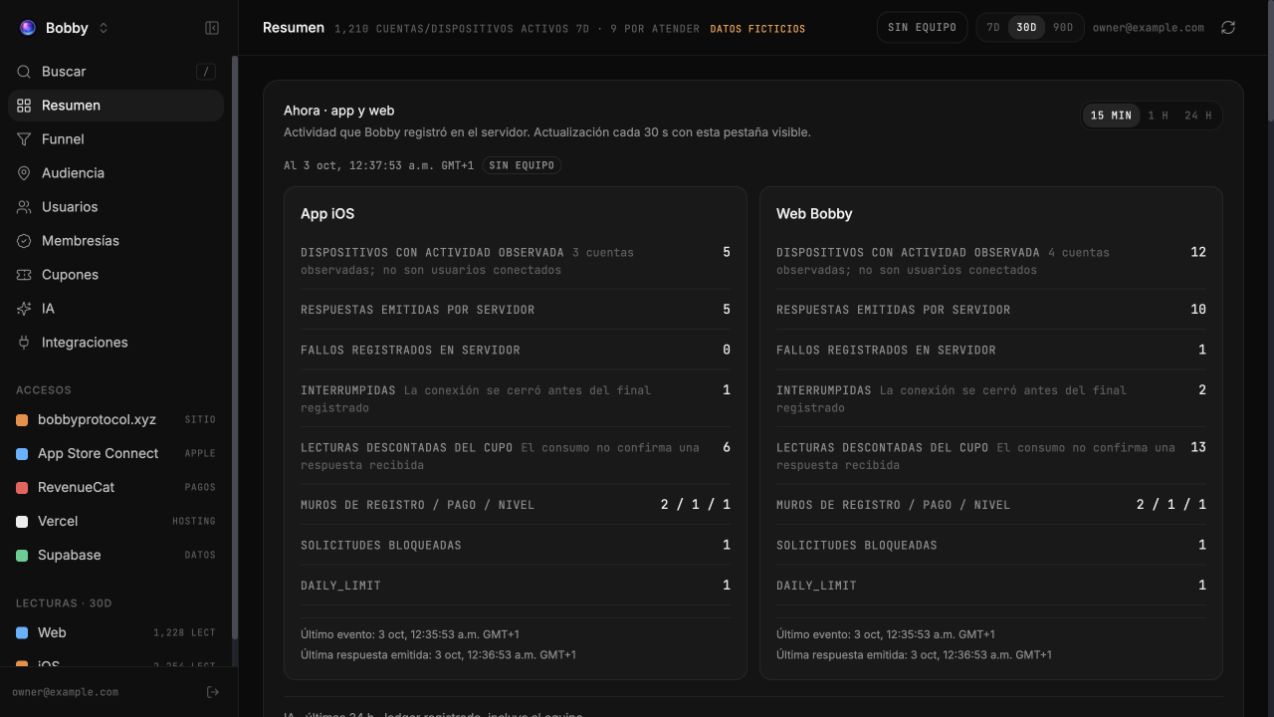 Bobby
Buscar /
Resumen
Funnel
Audiencia
Usuarios
Membresías
Cupones
IA
Integraciones
ACCESOS
bobbyprotocol.xyz SITIO
App Store Connect APPLE
RevenueCat PAGOS
Vercel HOSTING
Supabase DATOS
LECTURAS · 30D
Web 1,228 LECT
iOS 2,254 LECT
owner@example.com
Resumen 1,210 CUENTAS/DISPOSITIVOS ACTIVOS 7D · 9 POR ATENDER DATOS FICTICIOS
SIN EQUIPO 7D 30D 90D owner@example.com
Ahora · app y web
Actividad que Bobby registró en el servidor. Actualización cada 30 s con esta pestaña visible.
15 MIN 1 H 24 H
Al 3 oct, 12:37:53 a.m. GMT+1 SIN EQUIPO
App iOS
DISPOSITIVOS CON ACTIVIDAD OBSERVADA 3 cuentas 5
observadas; no son usuarios conectados
RESPUESTAS EMITIDAS POR SERVIDOR 5
FALLOS REGISTRADOS EN SERVIDOR 0
INTERRUMPIDAS La conexión se cerró antes del final 1
registrado
LECTURAS DESCONTADAS DEL CUPO El consumo no confirma una 6
respuesta recibida
MUROS DE REGISTRO / PAGO / NIVEL 2 / 1 / 1
SOLICITUDES BLOQUEADAS 1
DAILY_LIMIT 1
Último evento: 3 oct, 12:35:53 a.m. GMT+1
Última respuesta emitida: 3 oct, 12:36:53 a.m. GMT+1
Web Bobby
DISPOSITIVOS CON ACTIVIDAD OBSERVADA 4 cuentas 12
observadas; no son usuarios conectados
RESPUESTAS EMITIDAS POR SERVIDOR 10
FALLOS REGISTRADOS EN SERVIDOR 1
INTERRUMPIDAS La conexión se cerró antes del final 2
registrado
LECTURAS DESCONTADAS DEL CUPO El consumo no confirma una 13
respuesta recibida
MUROS DE REGISTRO / PAGO / NIVEL 2 / 1 / 1
SOLICITUDES BLOQUEADAS 1
DAILY_LIMIT 1
Último evento: 3 oct, 12:35:53 a.m. GMT+1
Última respuesta emitida: 3 oct, 12:36:53 a.m. GMT+1
IA · últimas 24 h · ledger registrado, incluye al equipo